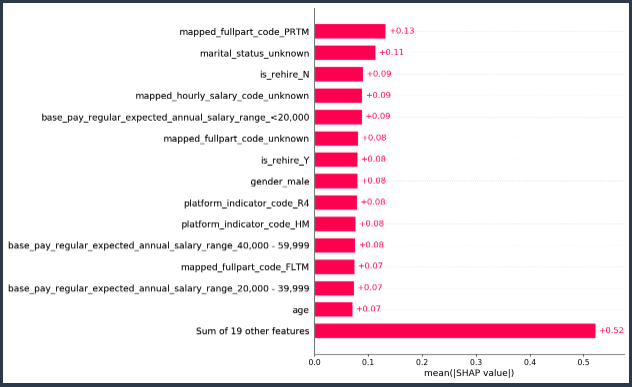 mapped_fullpart_code_PRTM +0.13
marital_status_unknown +0.11
is_rehire_N +0.09
mapped_hourly_salary_code_unknown +0.09
base_pay_regular_expected_annual_salary_range_<20,000 +0.09
mapped_fullpart_code_unknown +0.08
is_rehire_Y +0.08
gender_male +0.08
platform_indicator_code_R4 +0.08
platform_indicator_code_HM +0.08
base_pay_regular_expected_annual_salary_range_40,000 - 59,999 +0.08
mapped_fullpart_code_FLTM +0.07
base_pay_regular_expected_annual_salary_range_20,000 - 39,999 +0.07
age +0.07
Sum of 19 other features +0.52
0.0 0.1 0.2 0.3 0.4 0.5
mean(|SHAP value|)